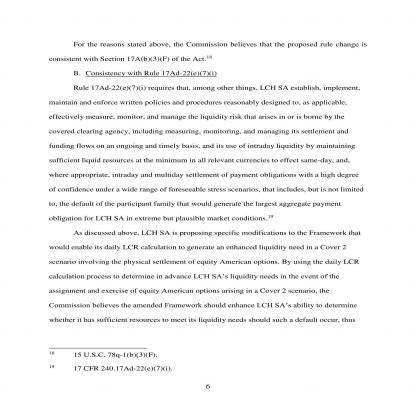 For the reasons stated above, the Commission believes that the proposed rule change is
consistent with Section 17A(b)(3)(F) of the Act.18
B. Consistency with Rule 17Ad-22(e)(7)(i)
Rule 17Ad-22(e)(7)(i) requires that, among other things, LCH SA establish, implement,
maintain and enforce written policies and procedures reasonably designed to, as applicable,
effectively measure, monitor, and manage the liquidity risk that arises in or is borne by the
covered clearing agency, including measuring, monitoring, and managing its settlement and
funding flows on an ongoing and timely basis, and its use of intraday liquidity by maintaining
sufficient liquid resources at the minimum in all relevant currencies to effect same-day, and,
where appropriate, intraday and multiday settlement of payment obligations with a high degree
of confidence under a wide range of foreseeable stress scenarios, that includes, but is not limited
to, the default of the participant family that would generate the largest aggregate payment
obligation for LCH SA in extreme but plausible market conditions.19
As discussed above, LCH SA is proposing specific modifications to the Framework that
would enable its daily LCR calculation to generate an enhanced liquidity need in a Cover 2
scenario involving the physical settlement of equity American options. By using the daily LCR
calculation process to determine in advance LCH SA's liquidity needs in the event of the
assignment and exercise of equity American options arising in a Cover 2 scenario, the
Commission believes the amended Framework should enhance LCH SA's ability to determine
whether it has sufficient resources to meet its liquidity needs should such a default occur, thus
18 15 U.S.C. 78q-1(b)(3)(F).
19 17 CFR 240.17Ad-22(e)(7)(i).
6